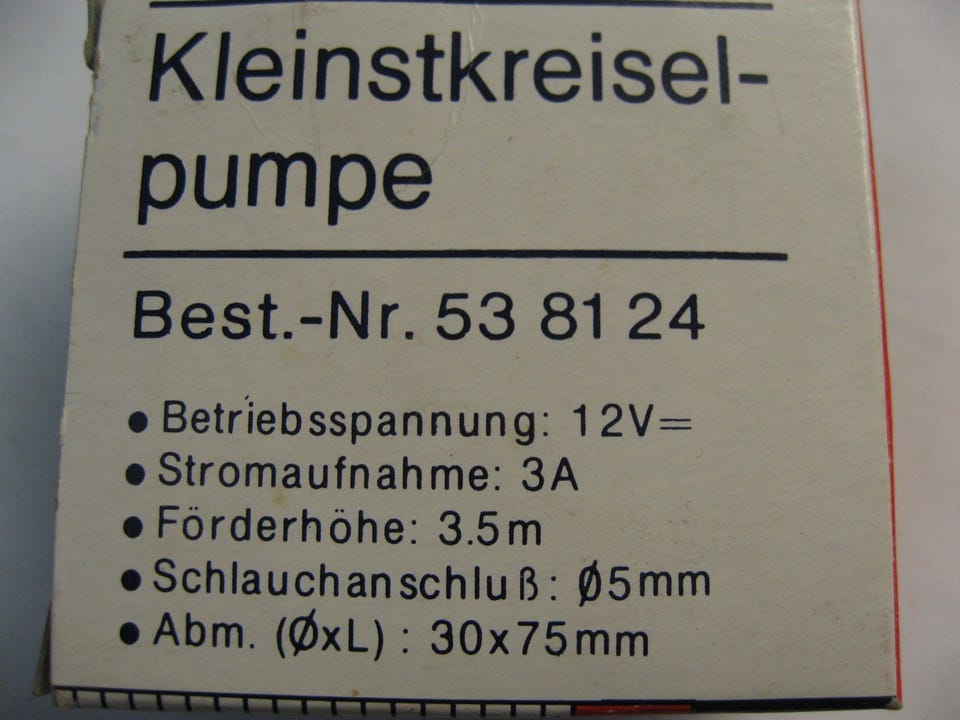 Kleinstkreisel-
pumpe
Best.-Nr. 53 81 24
● Betriebsspannung: 12V=
● Stromaufnahme: 3A
● Förderhöhe: 3.5m
● Schlauchanschluß: Ø5mm
● Abm. (ØxL) : 30x75mm